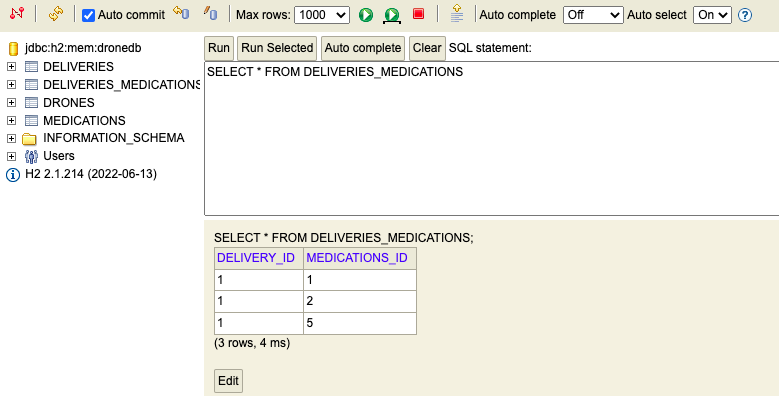 Auto commit Max rows: 1000 Auto complete Off Auto select On
jdbc:h2:mem:dronedb
DELIVERIES
DELIVERIES_MEDICATIONS
DRONES
MEDICATIONS
INFORMATION_SCHEMA
Users
H2 2.1.214 (2022-06-13)
Run Run Selected Auto complete Clear SQL statement:
SELECT * FROM DELIVERIES_MEDICATIONS
SELECT * FROM DELIVERIES_MEDICATIONS;
DELIVERY_ID MEDICATIONS_ID
1 1
1 2
1 5
(3 rows, 4 ms)
Edit